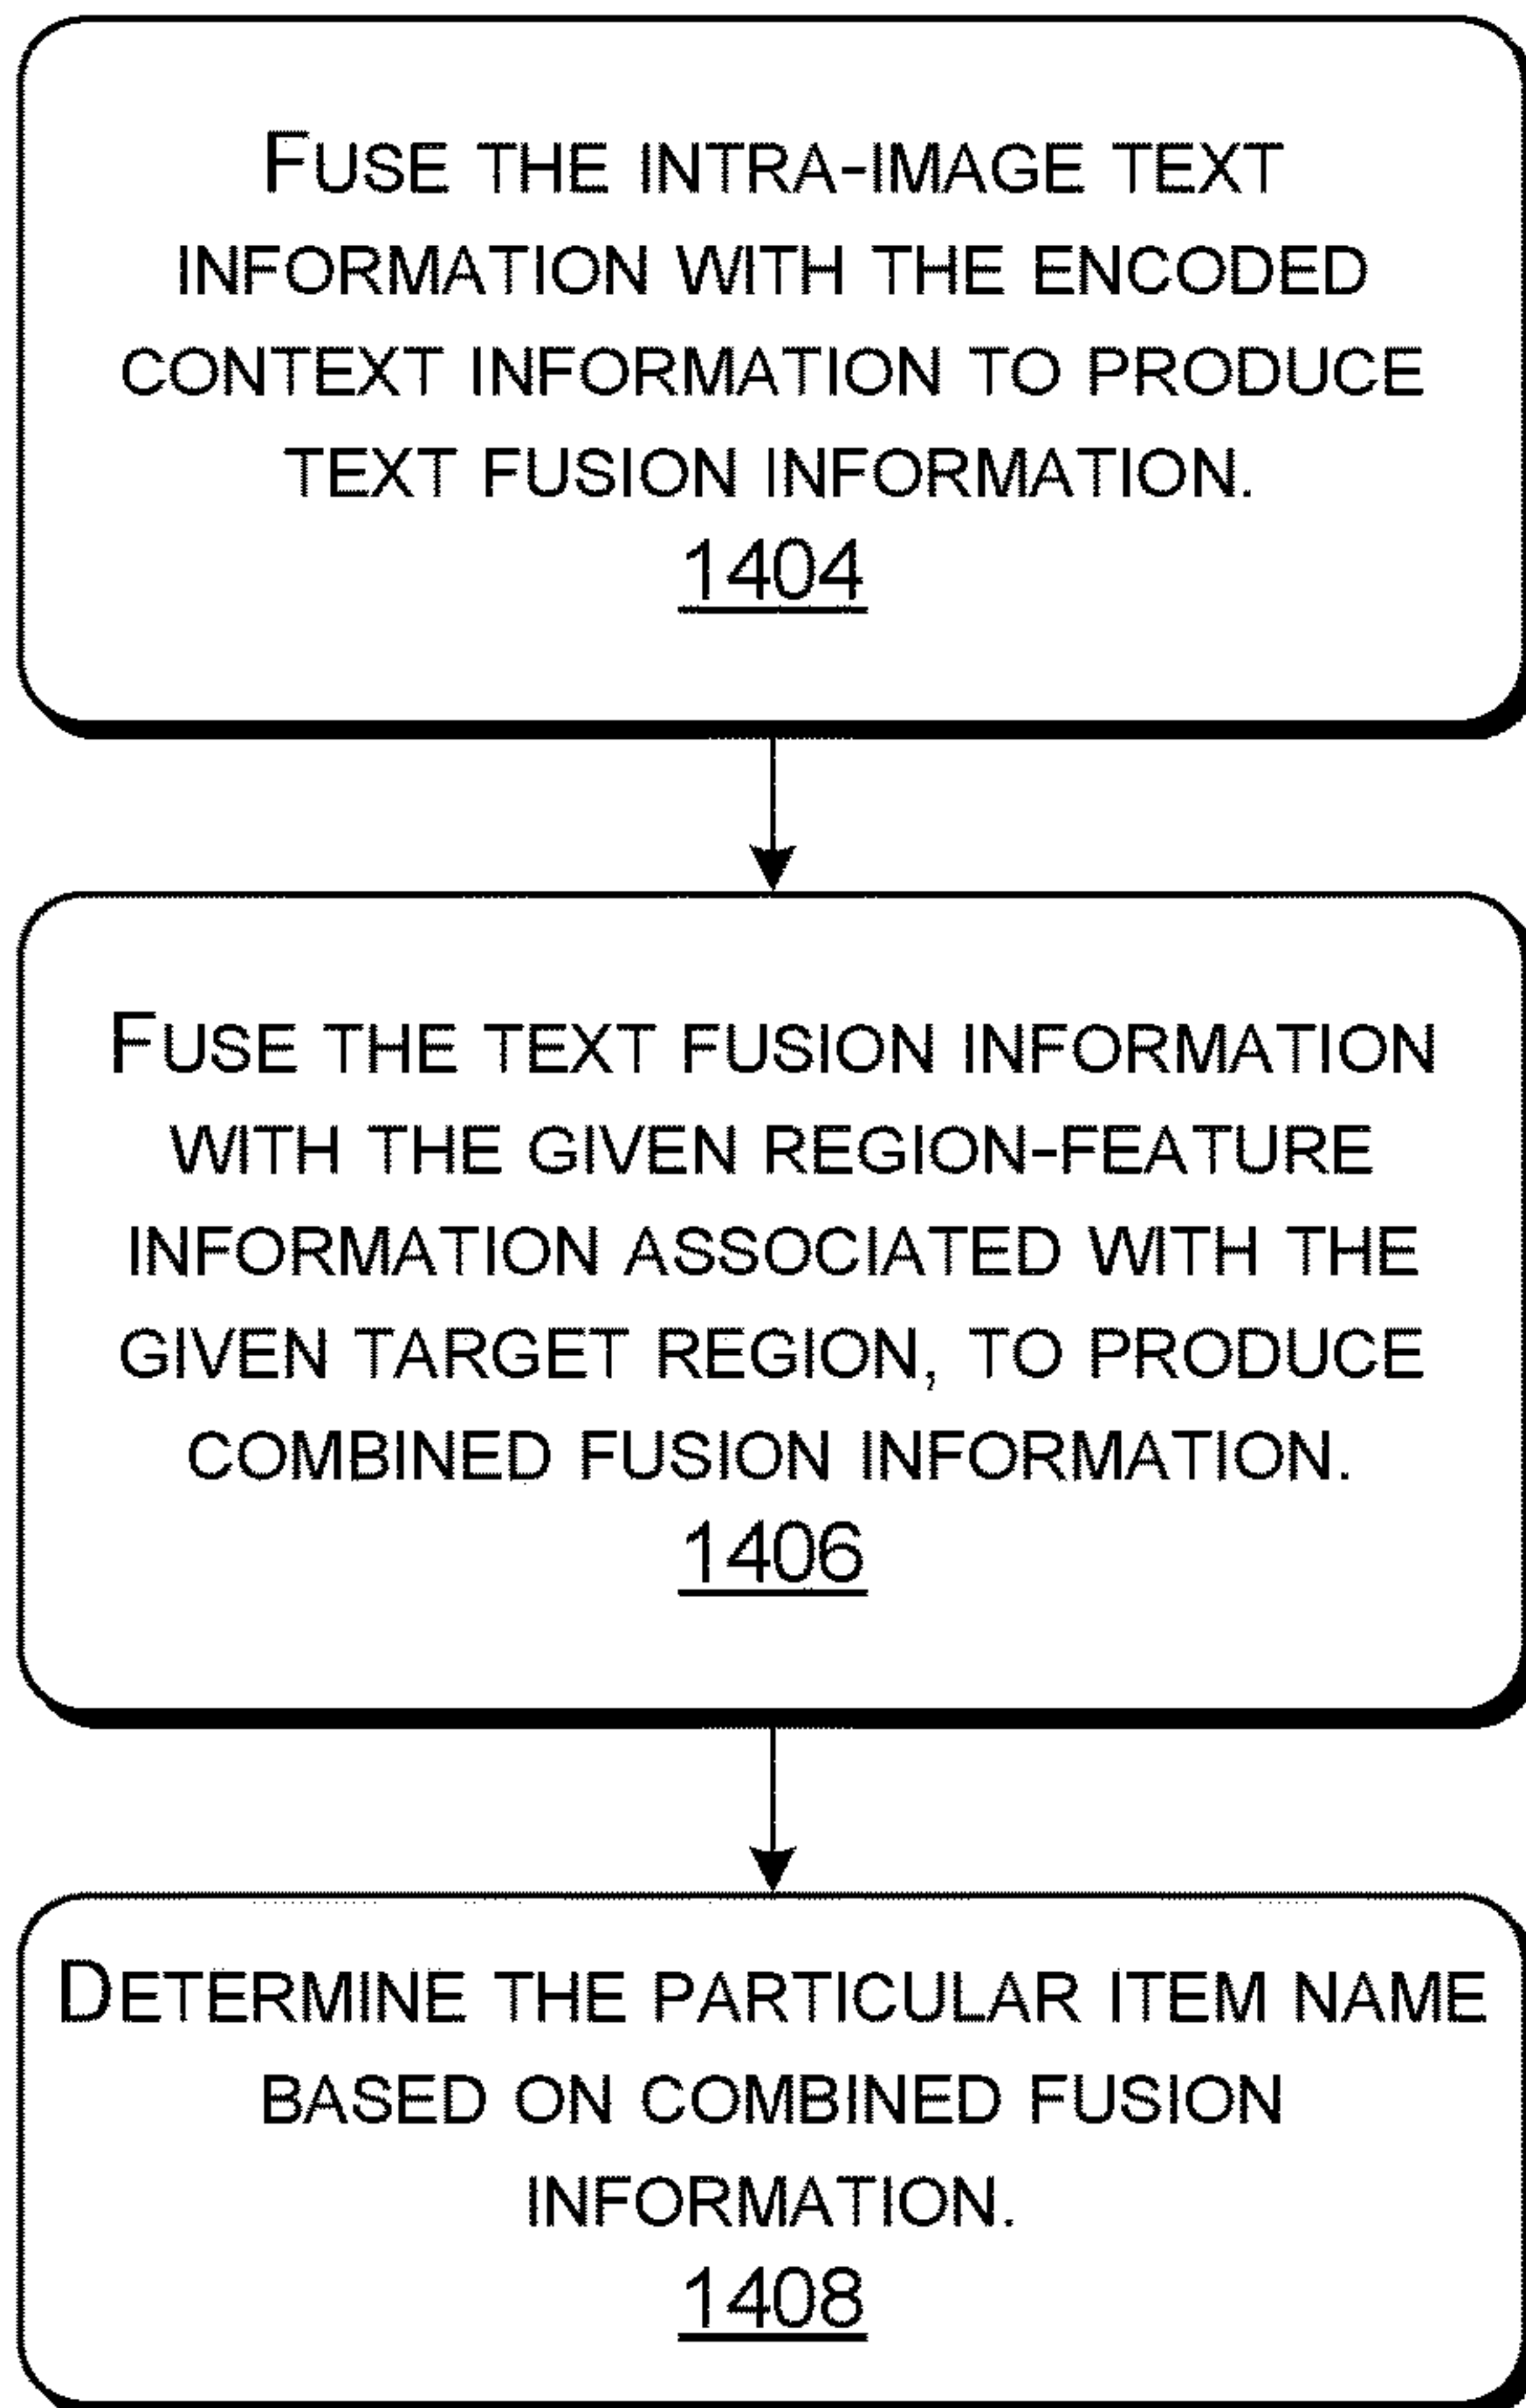 FUSE THE INTRA-IMAGE TEXT
INFORMATION WITH THE ENCODED
CONTEXT INFORMATION TO PRODUCE
TEXT FUSION INFORMATION.
1404
FUSE THE TEXT FUSION INFORMATION
WITH THE GIVEN REGION-FEATURE
INFORMATION ASSOCIATED WITH THE
GIVEN TARGET REGION, TO PRODUCE
COMBINED FUSION INFORMATION.
1406
DETERMINE THE PARTICULAR ITEM NAME
BASED ON COMBINED FUSION
INFORMATION.
1408